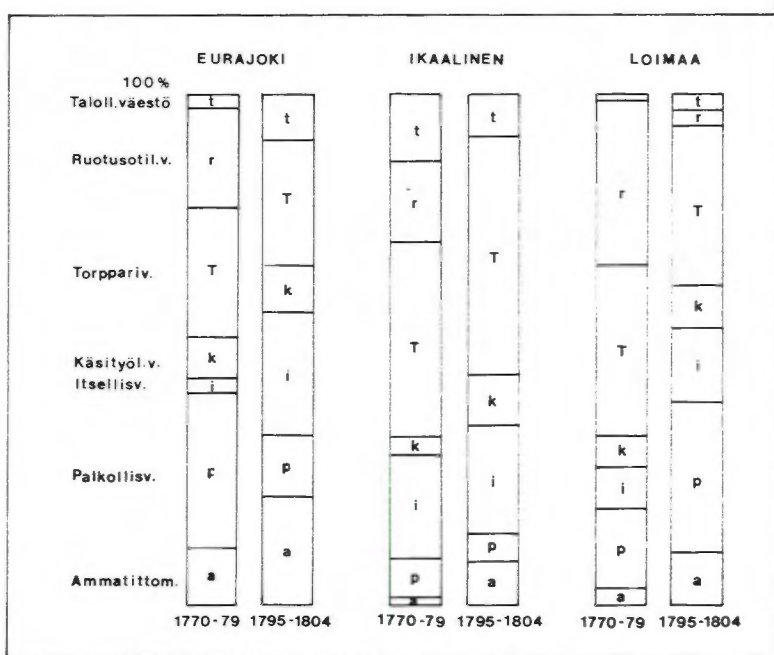 EURAJOKI IKAALINEN LOIMAA
100%
Taloll.väestö
Ruotusotil.v.
Torppariv.
Käsityöl.v.
Itsellisv.
Palkollisv.
Ammatittom.
t
r
T
k
i
p
a
t
T
k
i
p
a
t
r
T
k
i
p
a
t
T
k
i
p
a
r
T
k
i
p
a
t
r
T
k
i
p
a
1770-79 1795-1804 1770-79 1795-1804 1770-79 1795-1804